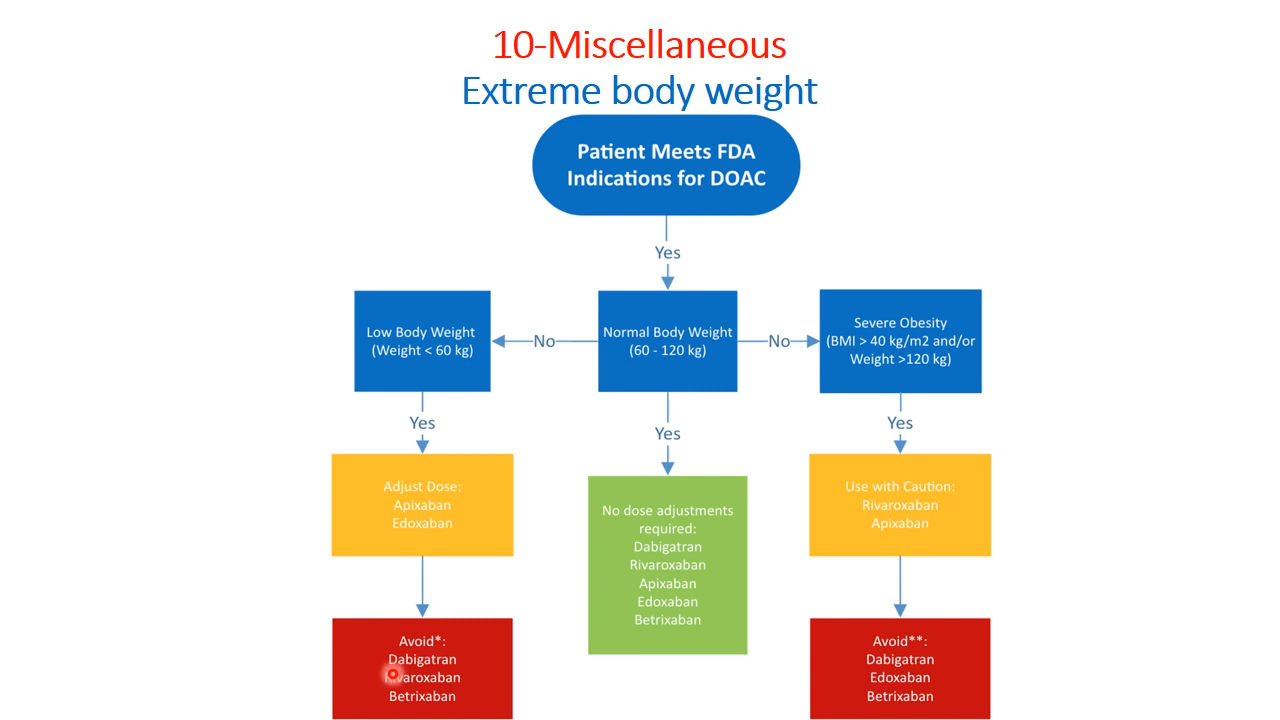 10-Miscellaneous
Extreme body weight
Patient Meets FDA
Indications for DOAC
Yes
Low Body Weight
(Weight < 60 kg)
No
Normal Body Weight
(60 - 120 kg)
No
Severe Obesity
(BMI > 40 kg/m2 and/or
Weight >120 kg)
Yes
Yes
Yes
Adjust Dose:
Apixaban
Edoxaban
No dose adjustments
required:
Dabigatran
Rivaroxaban
Apixaban
Edoxaban
Betrixaban
Use with Caution:
Rivaroxaban
Apixaban
Avoid*:
Dabigatran
Rivaroxaban
Betrixaban
Avoid**:
Dabigatran
Edoxaban
Betrixaban